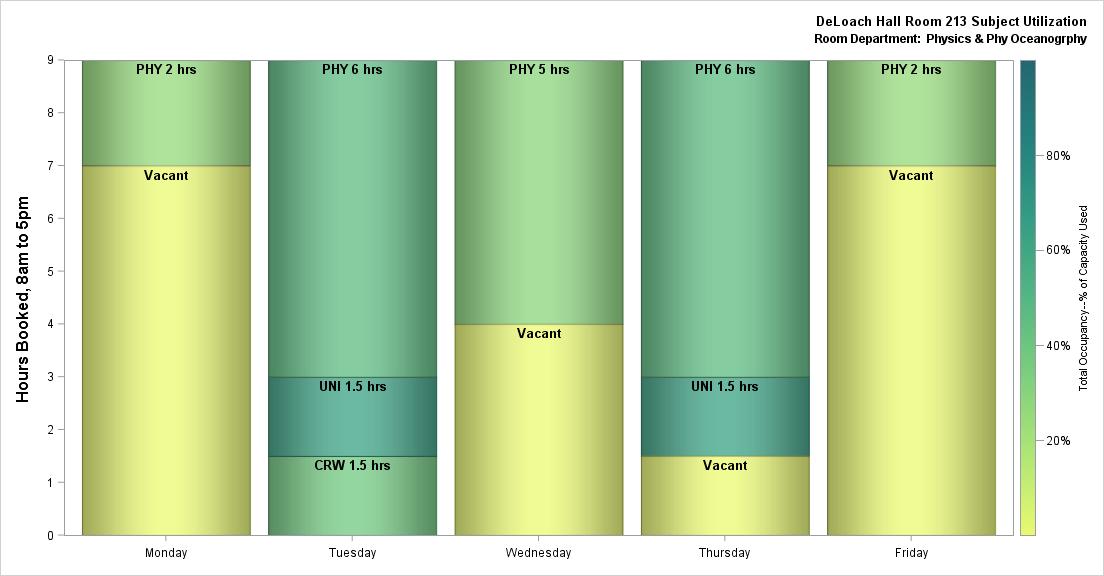 DeLoach Hall Room 213 Subject Utilization
Room Department: Physics & Phy Oceanogrphy
Hours Booked, 8am to 5pm
9
8
7
6
5
4
3
2
1
0
PHY 2 hrs
Vacant
PHY 6 hrs
UNI 1.5 hrs
CRW 1.5 hrs
PHY 5 hrs
Vacant
PHY 6 hrs
UNI 1.5 hrs
Vacant
PHY 2 hrs
Vacant
Monday
Tuesday
Wednesday
Thursday
Friday
80%
60%
40%
20%
Total Occupancy--% of Capacity Used